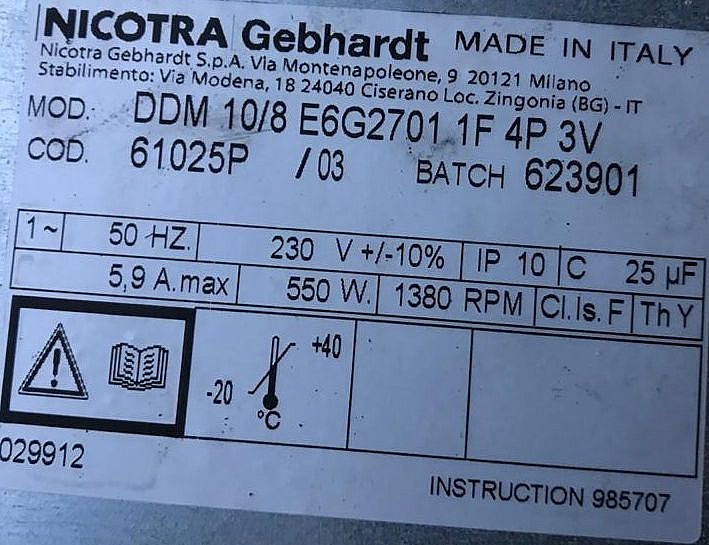 NICOTRA Gebhardt MADE IN ITALY
Nicotra Gebhardt S.p.A. Via Montenapoleone, 9 20121 Milano
Stabilimento: Via Modena, 18 24040 Ciserano Loc. Zingonia (BG) - IT
MOD. DDM 10/8 E6G2701 1F 4P 3V
COD. 61025P /03 BATCH 623901
1~ 50 HZ. 230 V +/-10% IP 10 C 25 µF
5,9 A.max 550 W. 1380 RPM Cl.Is. F Th Y
-20 +40
°C
029912
INSTRUCTION 985707